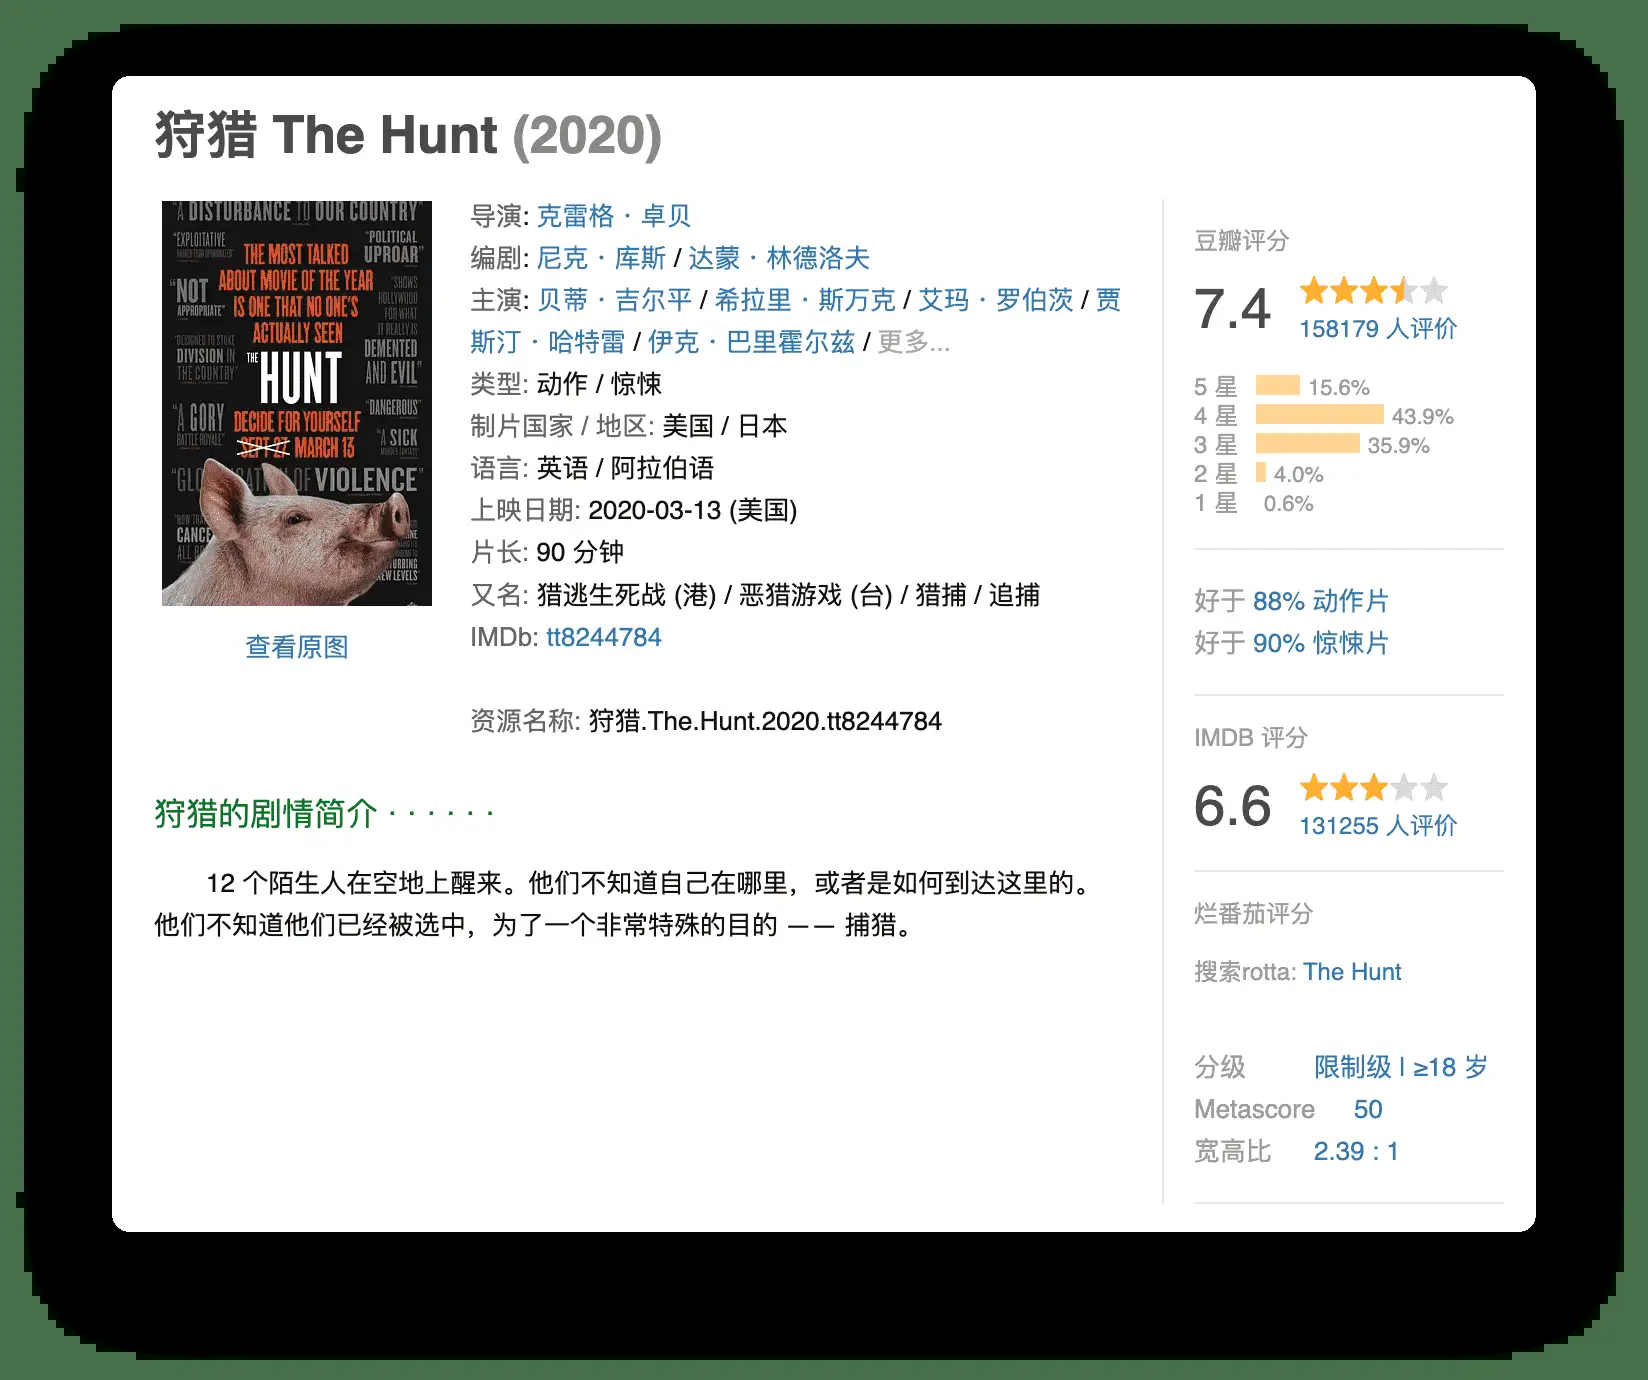 狩猎 The Hunt (2020)
"A DISTURBANCE TO OUR COUNTRY"
"EXPLOITATIVE
"POLITICAL
UPROAR"
THE MOST TALKED
ABOUT MOVIE OF THE YEAR
IS ONE THAT NO ONE'S
ACTUALLY SEEN
"NOT
APPROPRIATE"
"SHOWS
HOLLYWOOD
FOR WHAT
IT REALLY IS
DEMENTED
AND EVIL"
"DESIGNED TO STOKE
DIVISION IN
THE COUNTRY"
THE
HUNT
"A GORY
BATTLE ROYALE"
DECIDE FOR YOURSELF
SEPT 27 MARCH 13
"DANGEROUS"
"A SICK
OF VIOLENCE"
查看原图
导演: 克雷格 · 卓贝
编剧: 尼克 · 库斯 / 达蒙 · 林德洛夫
主演: 贝蒂 · 吉尔平 / 希拉里 · 斯万克 / 艾玛 · 罗伯茨 / 贾
斯汀 · 哈特雷 / 伊克 · 巴里霍尔兹 / 更多...
类型: 动作 / 惊悚
制片国家 / 地区: 美国 / 日本
语言: 英语 / 阿拉伯语
上映日期: 2020-03-13 (美国)
片长: 90 分钟
又名: 猎逃生死战 (港) / 恶猎游戏 (台) / 猎捕 / 追捕
IMDb: tt8244784
资源名称: 狩猎.The.Hunt.2020.tt8244784
狩猎的剧情简介 · · · · · ·
12 个陌生人在空地上醒来。他们不知道自己在哪里，或者是如何到达这里的。
他们不知道他们已经被选中，为了一个非常特殊的目的 —— 捕猎。
豆瓣评分
7.4
158179 人评价
5 星 15.6%
4 星 43.9%
3 星 35.9%
2 星 4.0%
1 星 0.6%
好于 88% 动作片
好于 90% 惊悚片
IMDB 评分
6.6
131255 人评价
烂番茄评分
搜索rotta: The Hunt
分级 限制级 | ≥18 岁
Metascore 50
宽高比 2.39 : 1